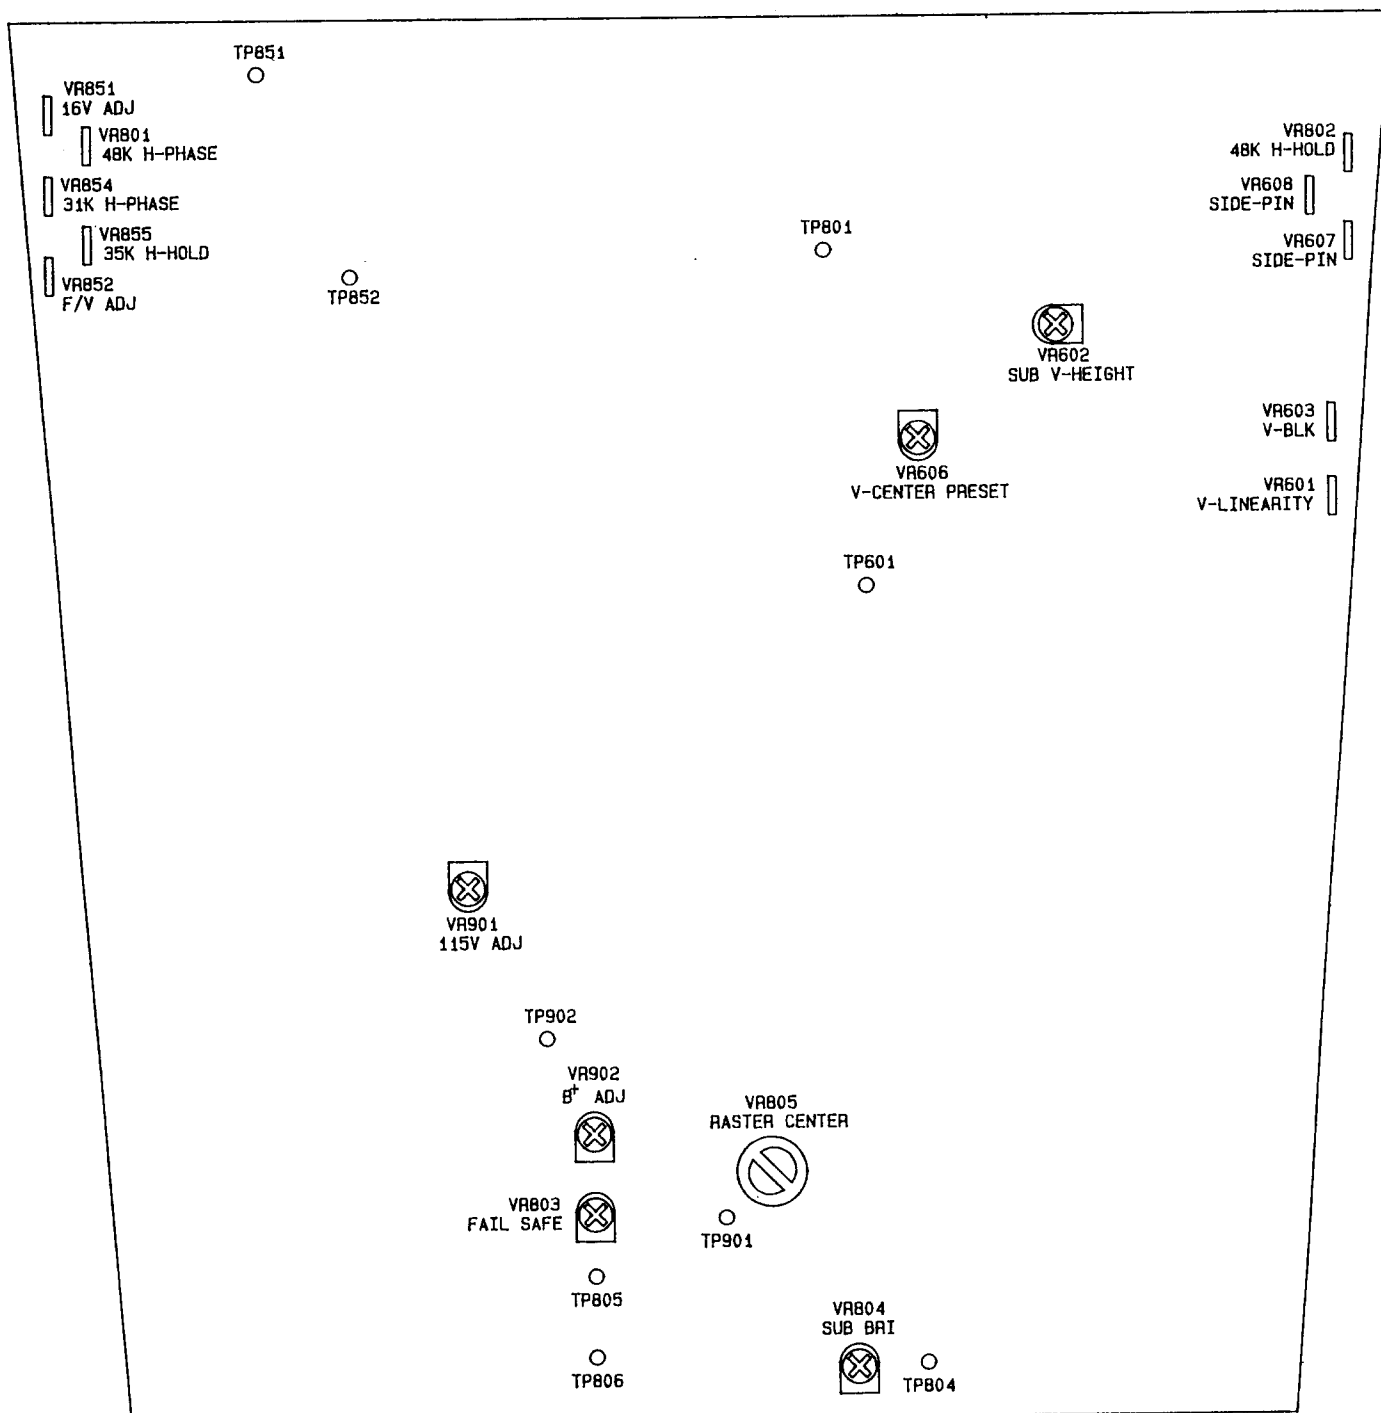 TP851
VR851
16V ADJ
VR801
48K H-PHASE
VR854
31K H-PHASE
VR855
35K H-HOLD
VR852
F/V ADJ
TP852
TP801
VR802
48K H-HOLD
VR608
SIDE-PIN
VR607
SIDE-PIN
VR602
SUB V-HEIGHT
VR606
V-CENTER PRESET
VR603
V-BLK
VR601
V-LINEARITY
TP601
VR901
115V ADJ
TP902
VR902
B+ ADJ
VR805
RASTER CENTER
VR803
FAIL SAFE
TP901
TP805
VR804
SUB BRI
TP806
TP804